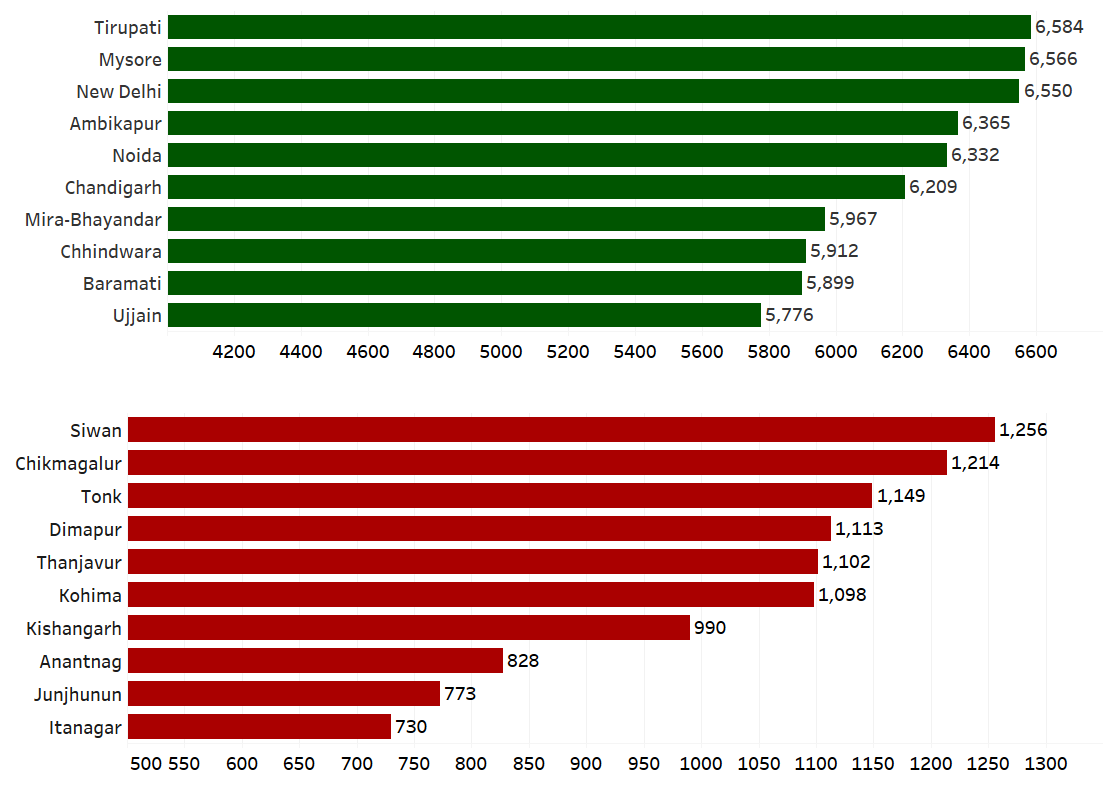 Tirupati 6,584
Mysore 6,566
New Delhi 6,550
Ambikapur 6,365
Noida 6,332
Chandigarh 6,209
Mira-Bhayandar 5,967
Chhindwara 5,912
Baramati 5,899
Ujjain 5,776
4200 4400 4600 4800 5000 5200 5400 5600 5800 6000 6200 6400 6600
Siwan 1,256
Chikmagalur 1,214
Tonk 1,149
Dimapur 1,113
Thanjavur 1,102
Kohima 1,098
Kishangarh 990
Anantnag 828
Junjhunun 773
Itanagar 730
500 550 600 650 700 750 800 850 900 950 1000 1050 1100 1150 1200 1250 1300